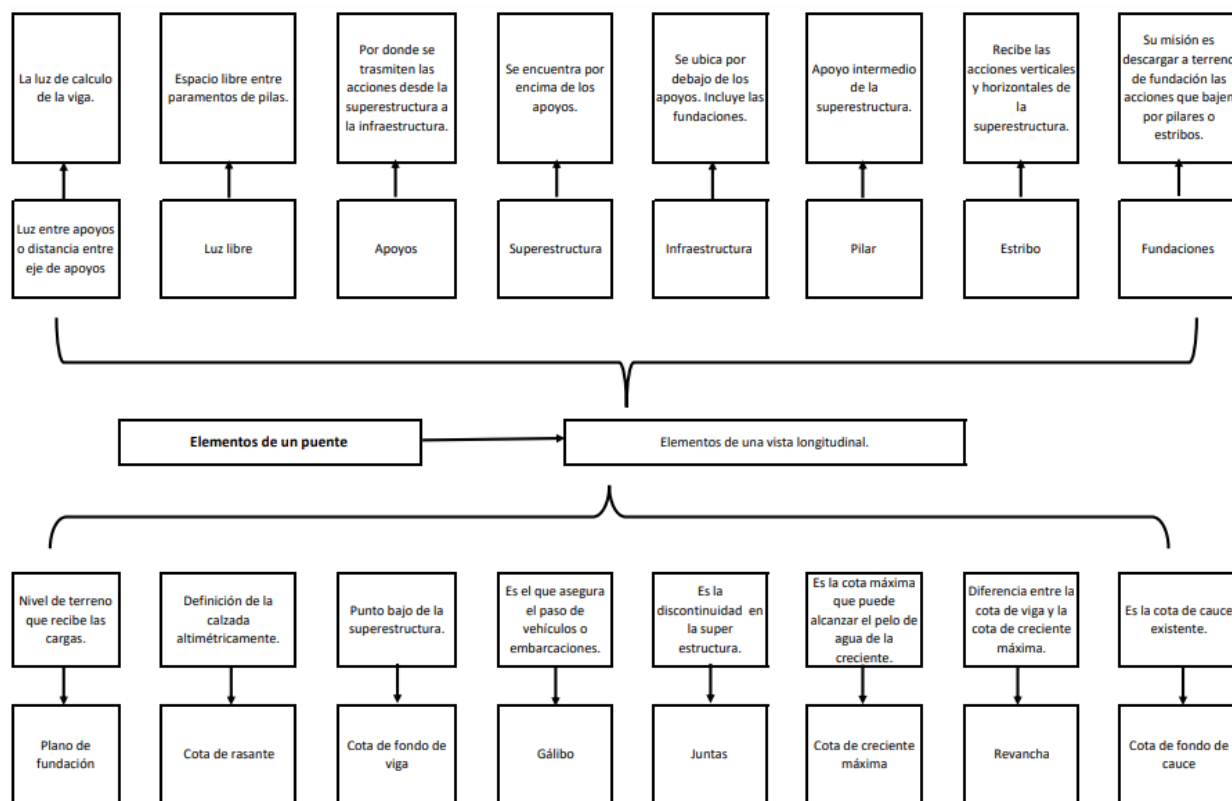 La luz de calculo
de la viga.
Espacio libre entre
paramentos de pilas.
Por donde se
trasmiten las
acciones desde la
superestructura a
la infraestructura.
Se encuentra por
encima de los
apoyos.
Se ubica por
debajo de los
apoyos. Incluye las
fundaciones.
Apoyo intermedio
de la
superestructura.
Recibe las
acciones verticales
y horizontales de
la
superestructura.
Su misión es
descargar a terreno
de fundación las
acciones que bajen
por pilares o
estribos.
Luz entre apoyos
o distancia entre
eje de apoyos
Luz libre
Apoyos
Superestructura
Infraestructura
Pilar
Estribo
Fundaciones
Elementos de un puente
Elementos de una vista longitudinal.
Nivel de terreno
que recibe las
cargas.
Definición de la
calzada
altimétricamente.
Punto bajo de la
superestructura.
Es el que asegura
el paso de
vehículos o
embarcaciones.
Es la
discontinuidad en
la super
estructura.
Es la cota máxima
que puede
alcanzar el pelo de
agua de la
creciente.
Diferencia entre la
cota de viga y la
cota de creciente
máxima.
Es la cota de cauce
existente.
Plano de
fundación
Cota de rasante
Cota de fondo de
viga
Gálibo
Juntas
Cota de creciente
máxima
Revancha
Cota de fondo de
cauce